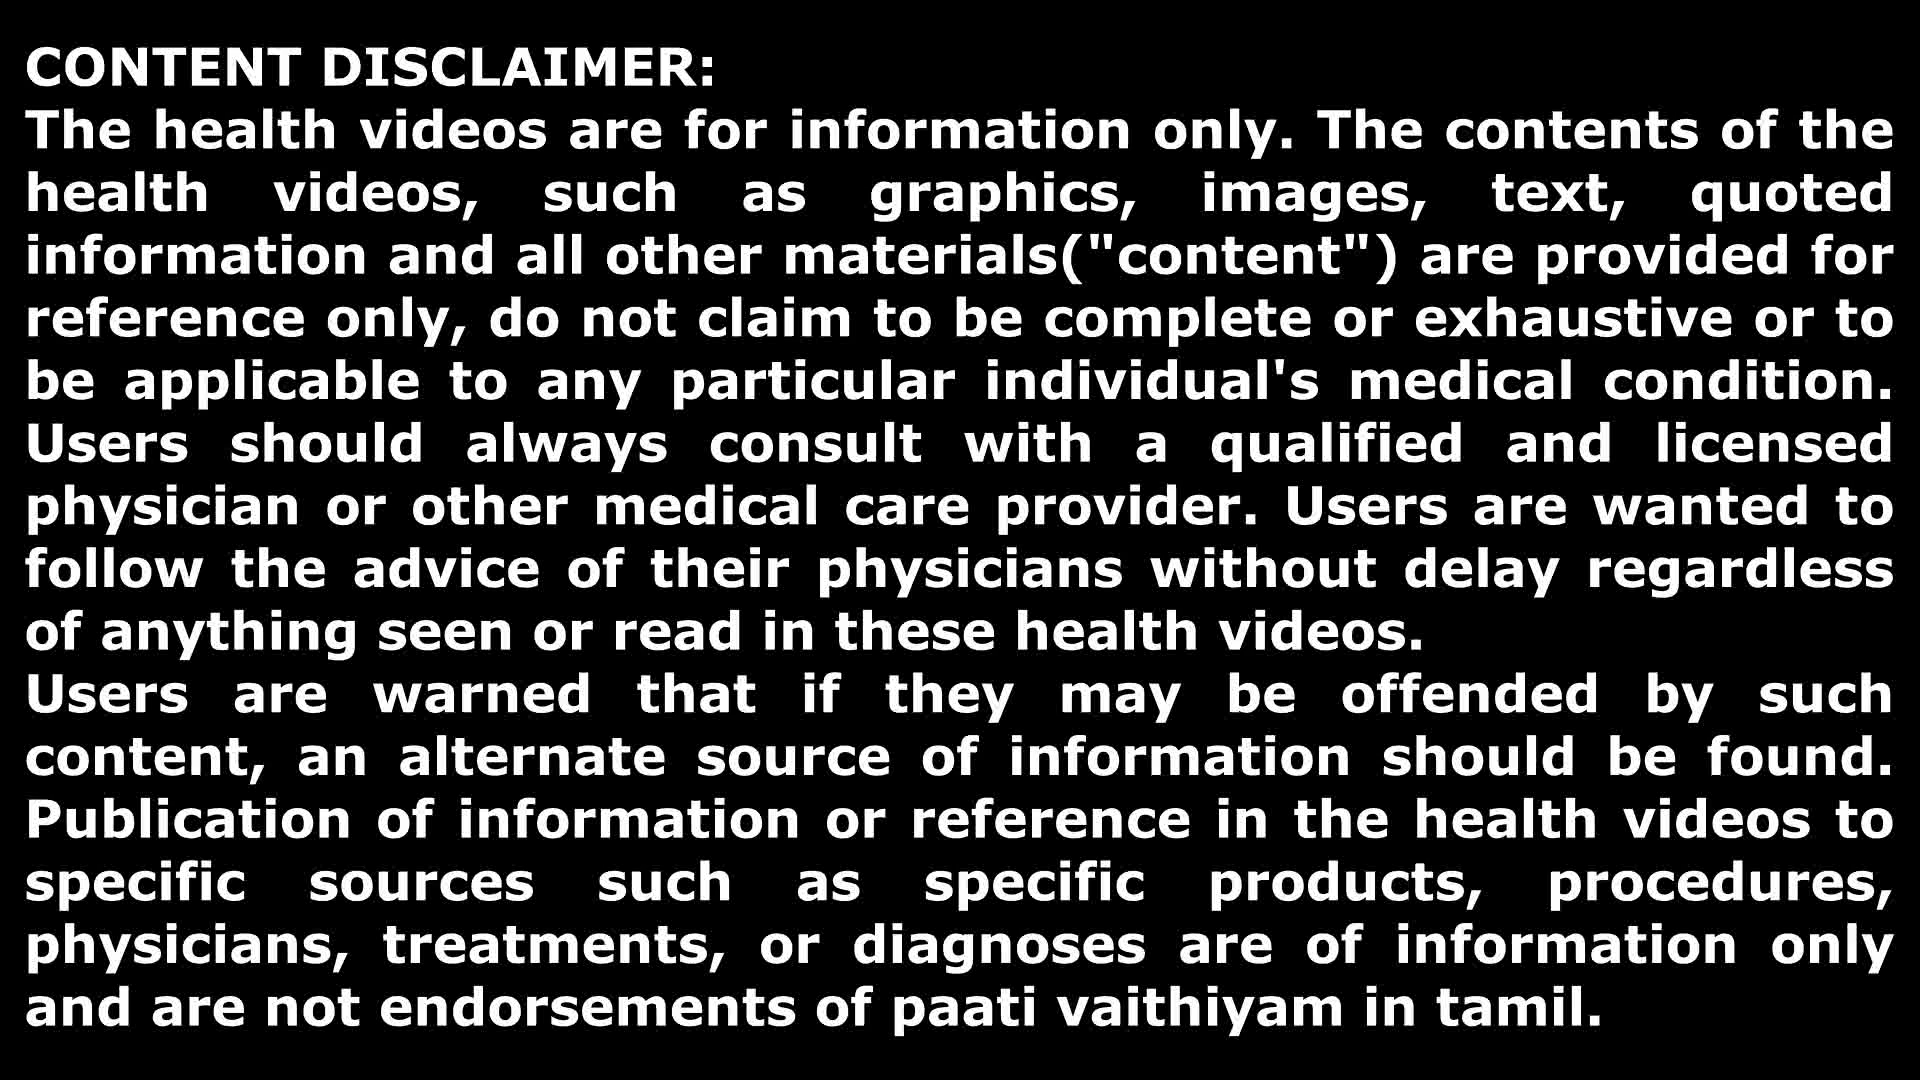 CONTENT DISCLAIMER:
The health videos are for information only. The contents of the
health videos, such as graphics, images, text, quoted
information and all other materials("content") are provided for
reference only, do not claim to be complete or exhaustive or to
be applicable to any particular individual's medical condition.
Users should always consult with a qualified and licensed
physician or other medical care provider. Users are wanted to
follow the advice of their physicians without delay regardless
of anything seen or read in these health videos.
Users are warned that if they may be offended by such
content, an alternate source of information should be found.
Publication of information or reference in the health videos to
specific sources such as specific products, procedures,
physicians, treatments, or diagnoses are of information only
and are not endorsements of paati vaithiyam in tamil.